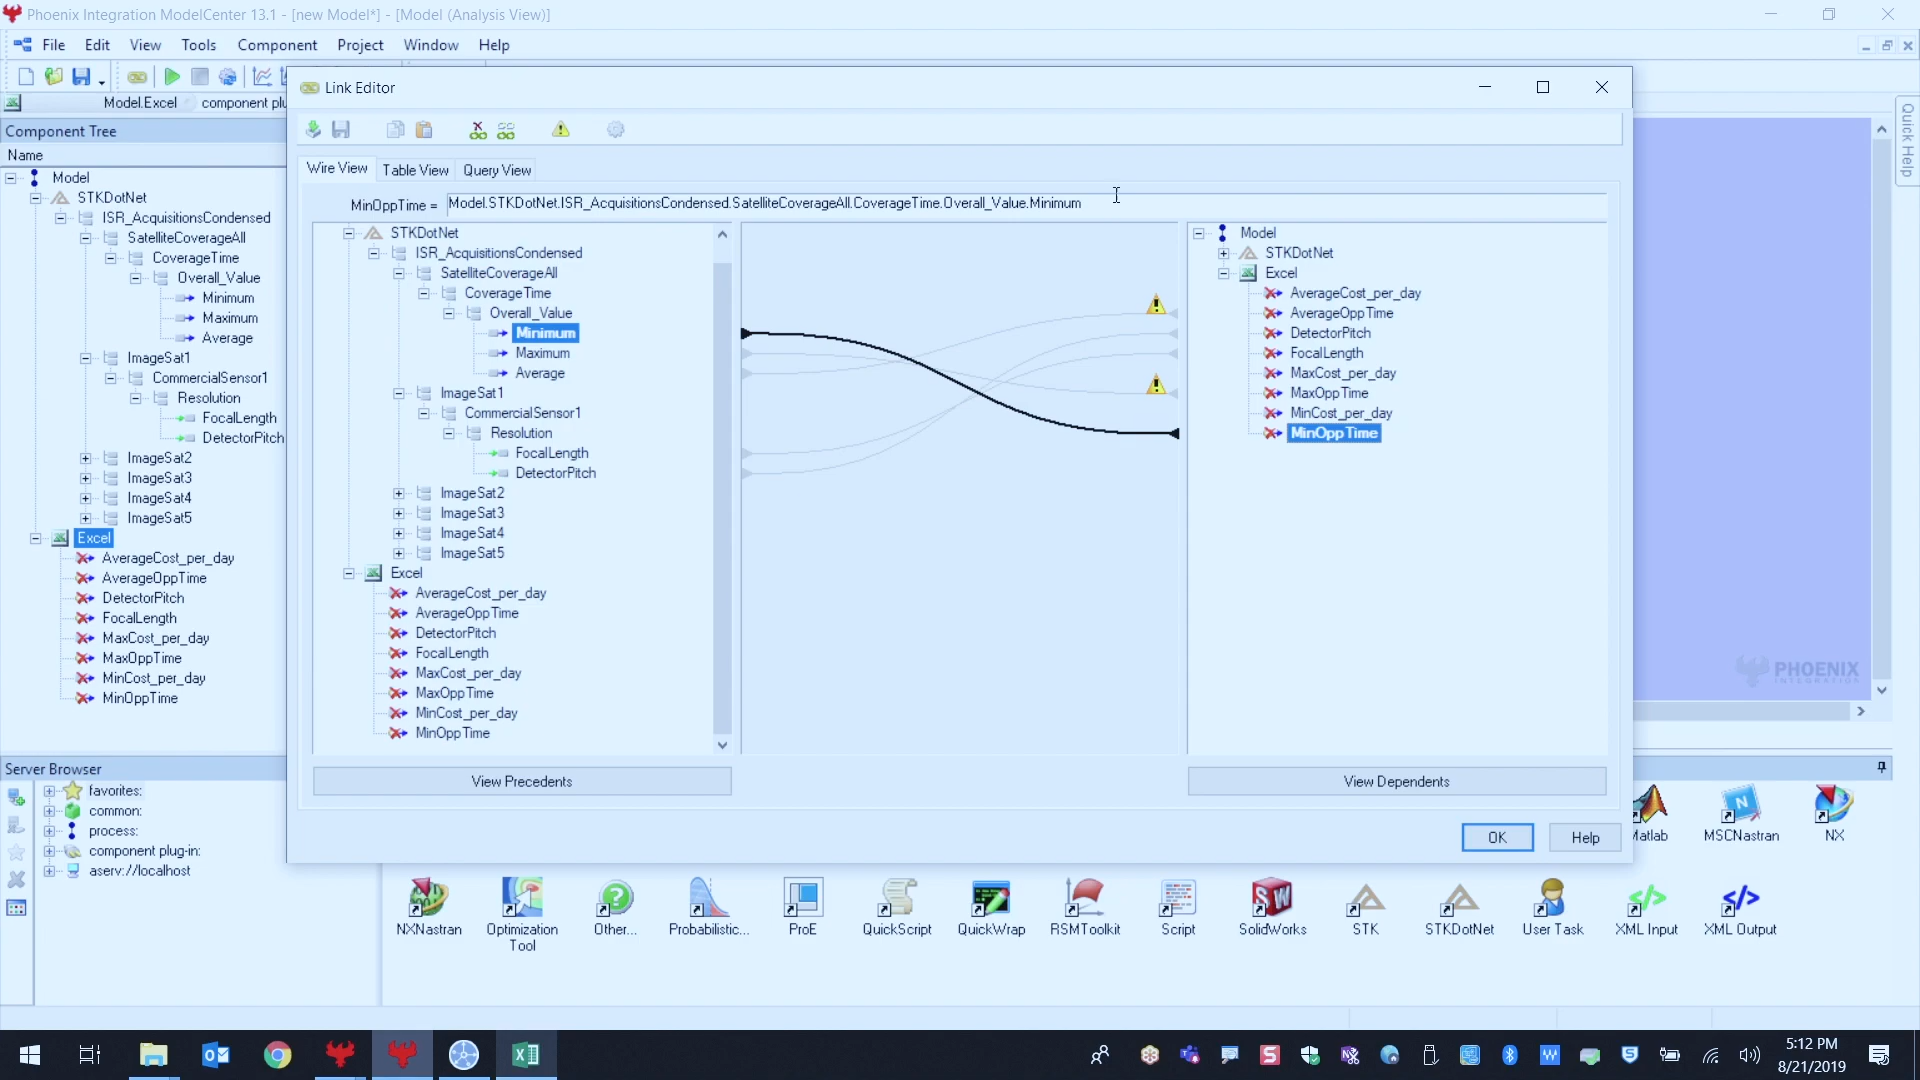 Phoenix Integration ModelCenter 13.1 - [new Model*] - [Model (Analysis View)]
File Edit View Tools Component Project Window Help
Model.Excel component plu
Component Tree
Name
Model
STKDotNet
ISR_AcquisitionsCondensed
SatelliteCoverageAll
CoverageTime
Overall_Value
Minimum
Maximum
Average
ImageSat1
CommercialSensor1
Resolution
FocalLength
DetectorPitch
ImageSat2
ImageSat3
ImageSat4
ImageSat5
Excel
AverageCost_per_day
AverageOppTime
DetectorPitch
FocalLength
MaxCost_per_day
MaxOppTime
MinCost_per_day
MinOppTime
Link Editor
Wire View Table View Query View
MinOppTime = Model.STKDotNet.ISR_AcquisitionsCondensed.SatelliteCoverageAll.CoverageTime.Overall_Value.Minimum
STKDotNet
ISR_AcquisitionsCondensed
SatelliteCoverageAll
CoverageTime
Overall_Value
Minimum
Maximum
Average
ImageSat1
CommercialSensor1
Resolution
FocalLength
DetectorPitch
ImageSat2
ImageSat3
ImageSat4
ImageSat5
Excel
AverageCost_per_day
AverageOppTime
DetectorPitch
FocalLength
MaxCost_per_day
MaxOppTime
MinCost_per_day
MinOppTime
View Precedents
Model
STKDotNet
Excel
AverageCost_per_day
AverageOppTime
DetectorPitch
FocalLength
MaxCost_per_day
MaxOppTime
MinCost_per_day
MinOppTime
View Dependents
OK Help
Quick Help
PHOENIX
INTEGRATION
Server Browser
favorites:
common:
process:
component plug-in:
aserv://localhost
Matlab MSCNastran NX
NXNastran Optimization Tool Other... Probabilistic... ProE QuickScript QuickWrap RSMToolkit Script SolidWorks STK STKDotNet User Task XML Input XML Output
5:12 PM
8/21/2019